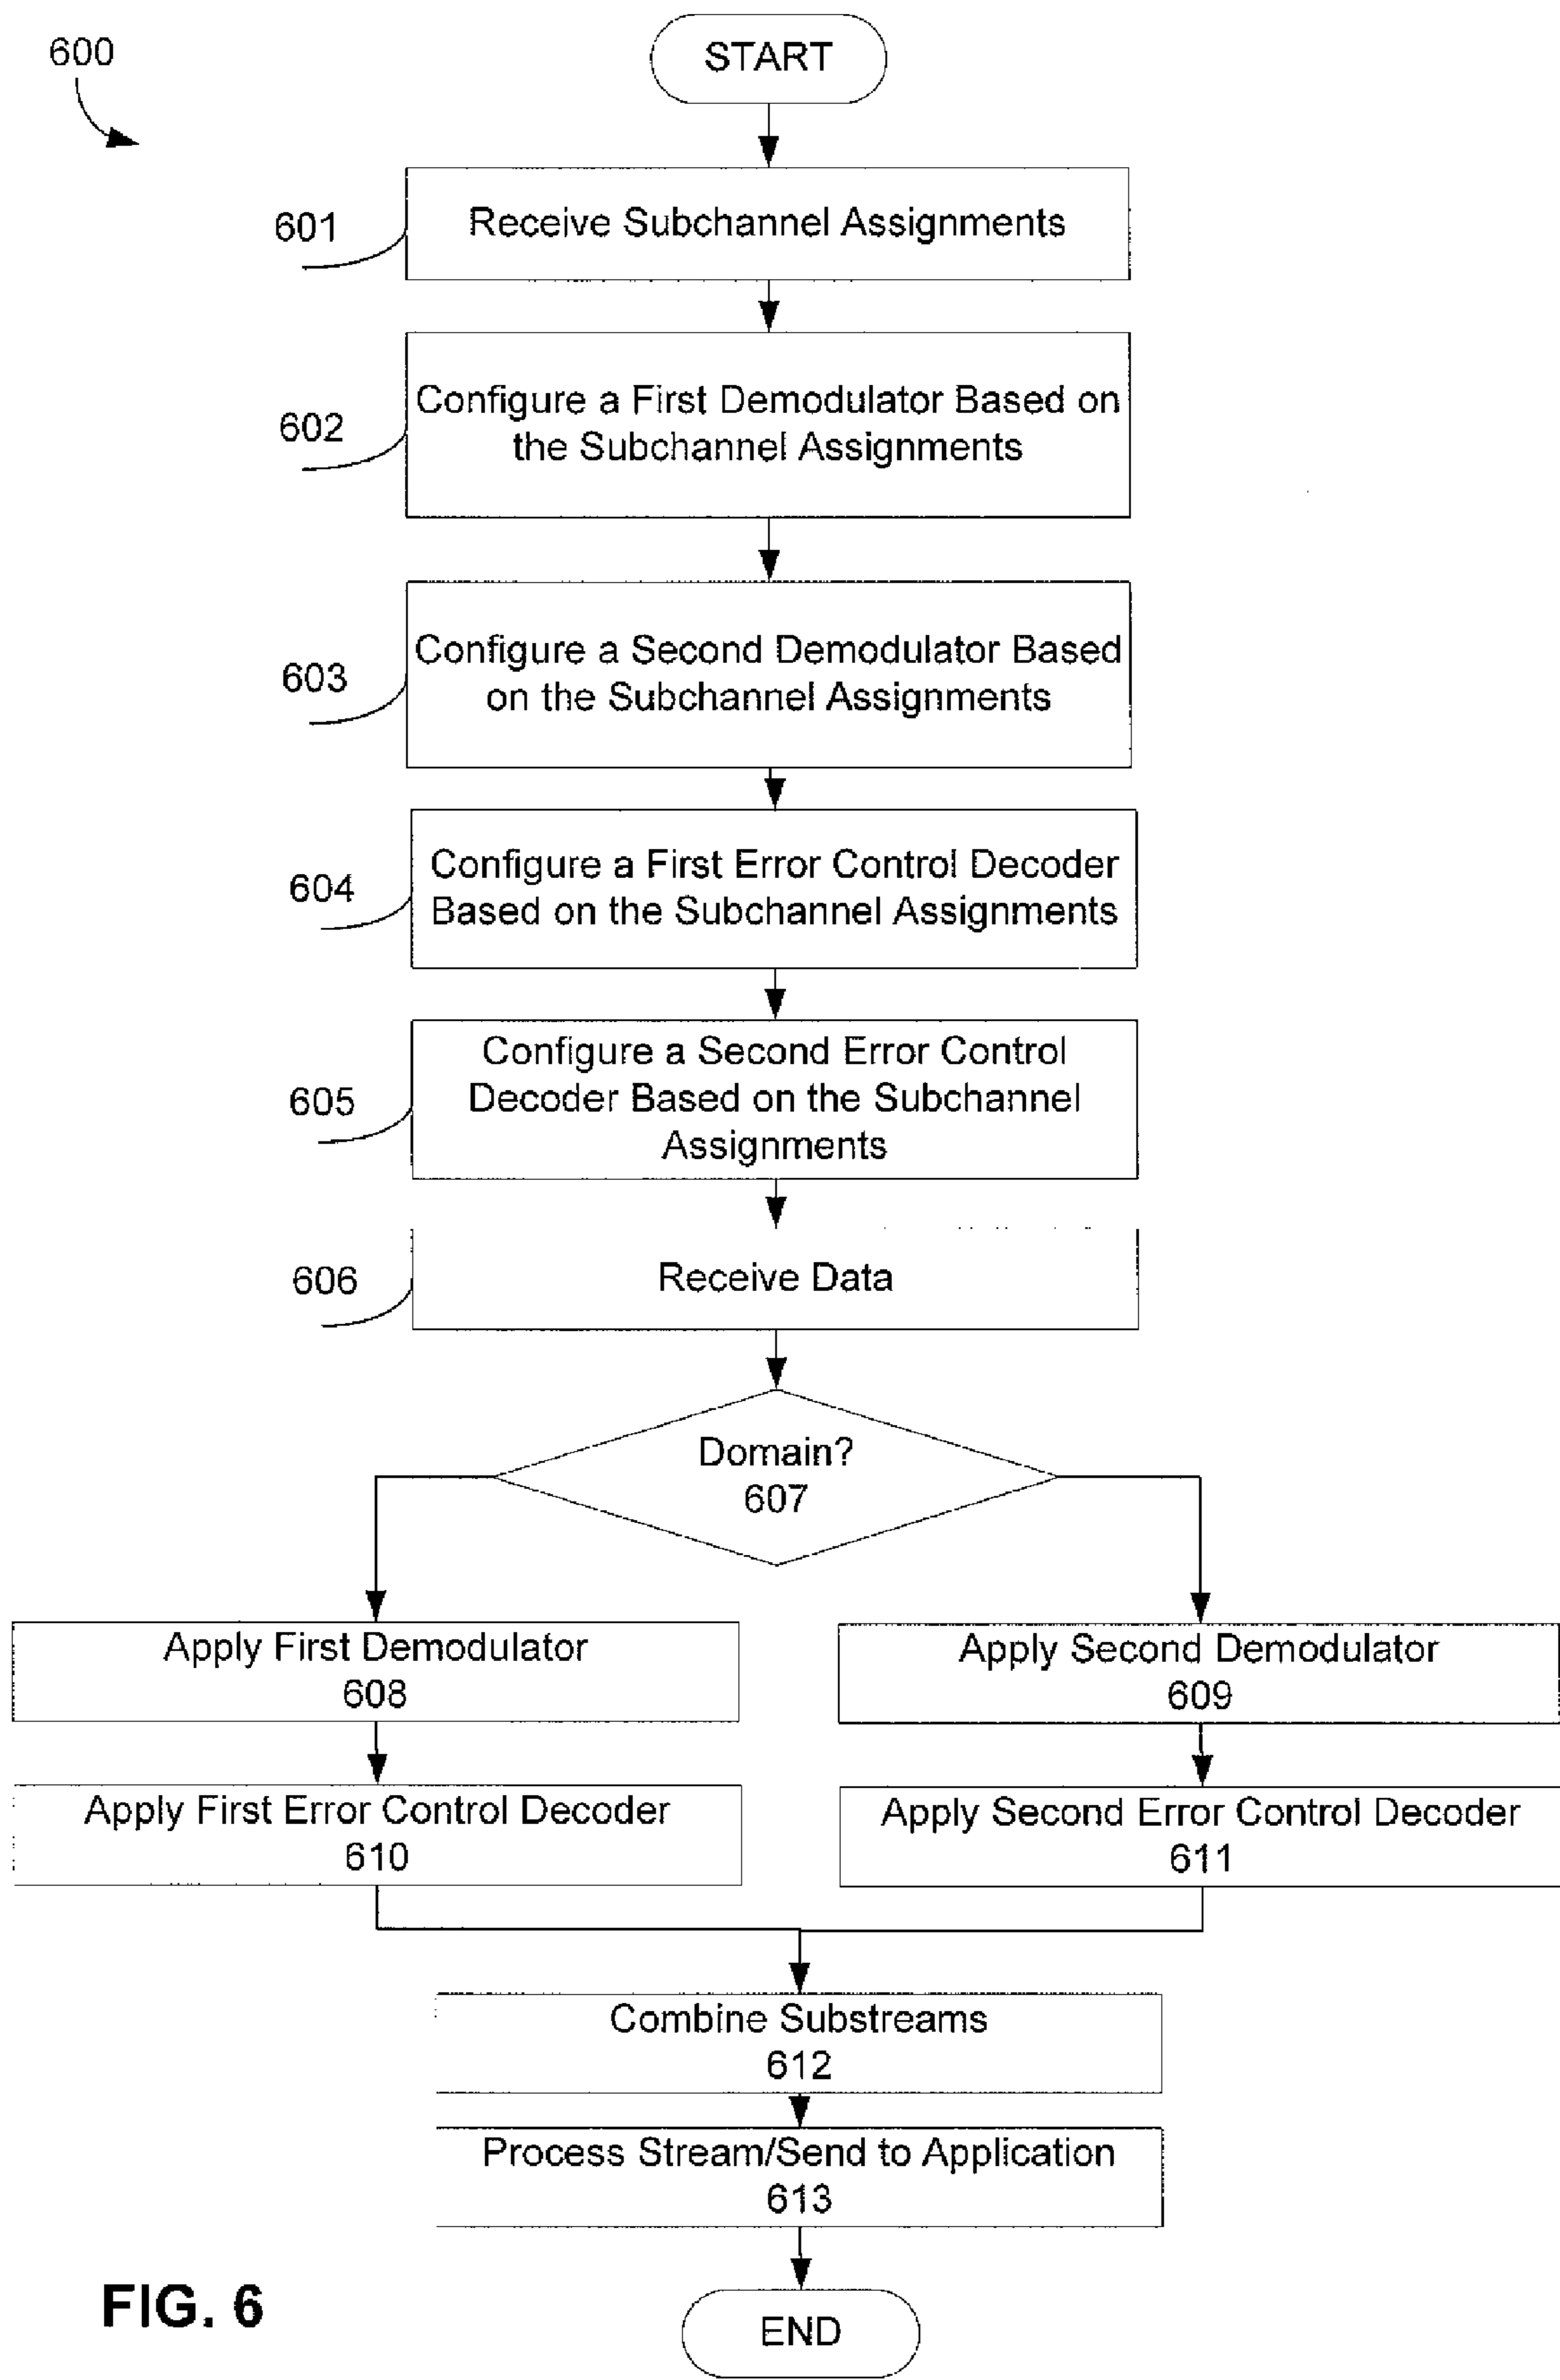 600
START
601
Receive Subchannel Assignments
602
Configure a First Demodulator Based on
the Subchannel Assignments
603
Configure a Second Demodulator Based
on the Subchannel Assignments
604
Configure a First Error Control Decoder
Based on the Subchannel Assignments
605
Configure a Second Error Control
Decoder Based on the Subchannel
Assignments
606
Receive Data
Domain?
607
Apply First Demodulator
608
Apply Second Demodulator
609
Apply First Error Control Decoder
610
Apply Second Error Control Decoder
611
Combine Substreams
612
Process Stream/Send to Application
613
END
FIG. 6